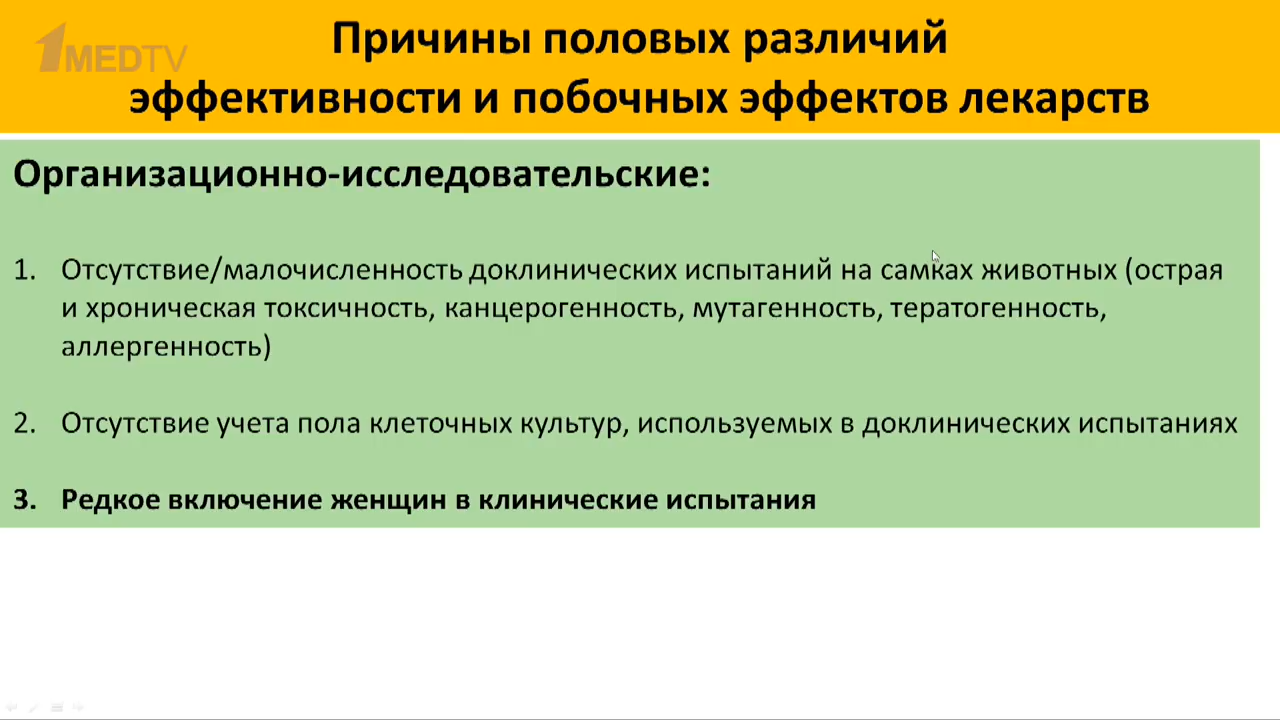 1MEDTV
Причины половых различий
эффективности и побочных эффектов лекарств
Организационно-исследовательские:
1. Отсутствие/малочисленность доклинических испытаний на самках животных (острая
и хроническая токсичность, канцерогенность, мутагенность, тератогенность,
аллергенность)
2. Отсутствие учета пола клеточных культур, используемых в доклинических испытаниях
3. Редкое включение женщин в клинические испытания